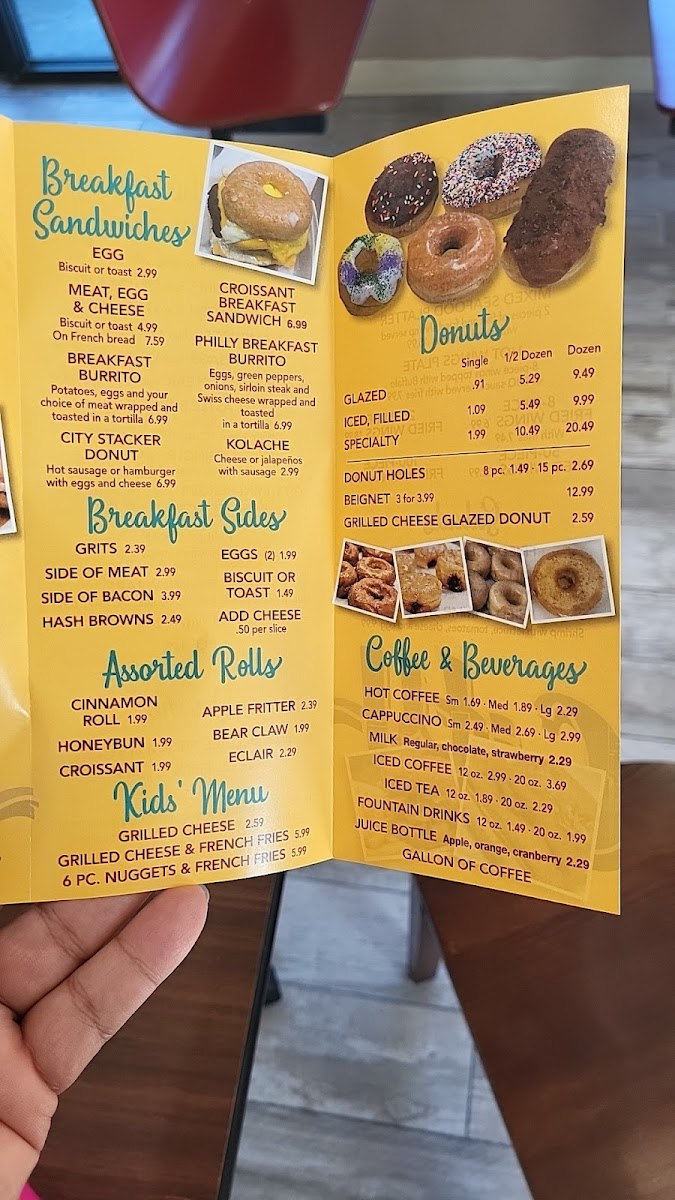 Breakfast
Sandwiches
EGG
Biscuit or toast 2.99
MEAT, EGG
& CHEESE
Biscuit or toast 4.99
On French bread 7.59
BREAKFAST
BURRITO
Potatoes, eggs and your
choice of meat wrapped and
toasted in a tortilla 6.99
CITY STACKER
DONUT
Hot sausage or hamburger
with eggs and cheese 6.99
CROISSANT
BREAKFAST
SANDWICH 6.99
PHILLY BREAKFAST
BURRITO
Eggs, green peppers,
onions, sirloin steak and
Swiss cheese wrapped and
toasted
in a tortilla 6.99
KOLACHE
Cheese or jalapeños
with sausage 2.99
Breakfast Sides
GRITS 2.39
SIDE OF MEAT 2.99
SIDE OF BACON 3.99
HASH BROWNS 2.49
EGGS (2) 1.99
BISCUIT OR
TOAST 1.49
ADD CHEESE
.50 per slice
Assorted Rolls
CINNAMON
ROLL 1.99
HONEYBUN 1.99
CROISSANT 1.99
APPLE FRITTER 2.39
BEAR CLAW 1.99
ECLAIR 2.29
Kids' Menu
GRILLED CHEESE 2.59
GRILLED CHEESE & FRENCH FRIES 5.99
6 PC. NUGGETS & FRENCH FRIES 5.99
Donuts
Single 1/2 Dozen Dozen
GLAZED .91 5.29 9.49
ICED, FILLED 1.09 5.49 9.99
SPECIALTY 1.99 10.49 20.49
DONUT HOLES 8 pc. 1.49 · 15 pc. 2.69
BEIGNET 3 for 3.99 12.99
GRILLED CHEESE GLAZED DONUT 2.59
Coffee & Beverages
HOT COFFEE Sm 1.69 · Med 1.89 · Lg 2.29
CAPPUCCINO Sm 2.49 · Med 2.69 · Lg 2.99
MILK Regular, chocolate, strawberry 2.29
ICED COFFEE 12 oz. 2.99 · 20 oz. 3.69
ICED TEA 12 oz. 1.89 · 20 oz. 2.29
FOUNTAIN DRINKS 12 oz. 1.49 · 20 oz. 1.99
JUICE BOTTLE Apple, orange, cranberry 2.29
GALLON OF COFFEE